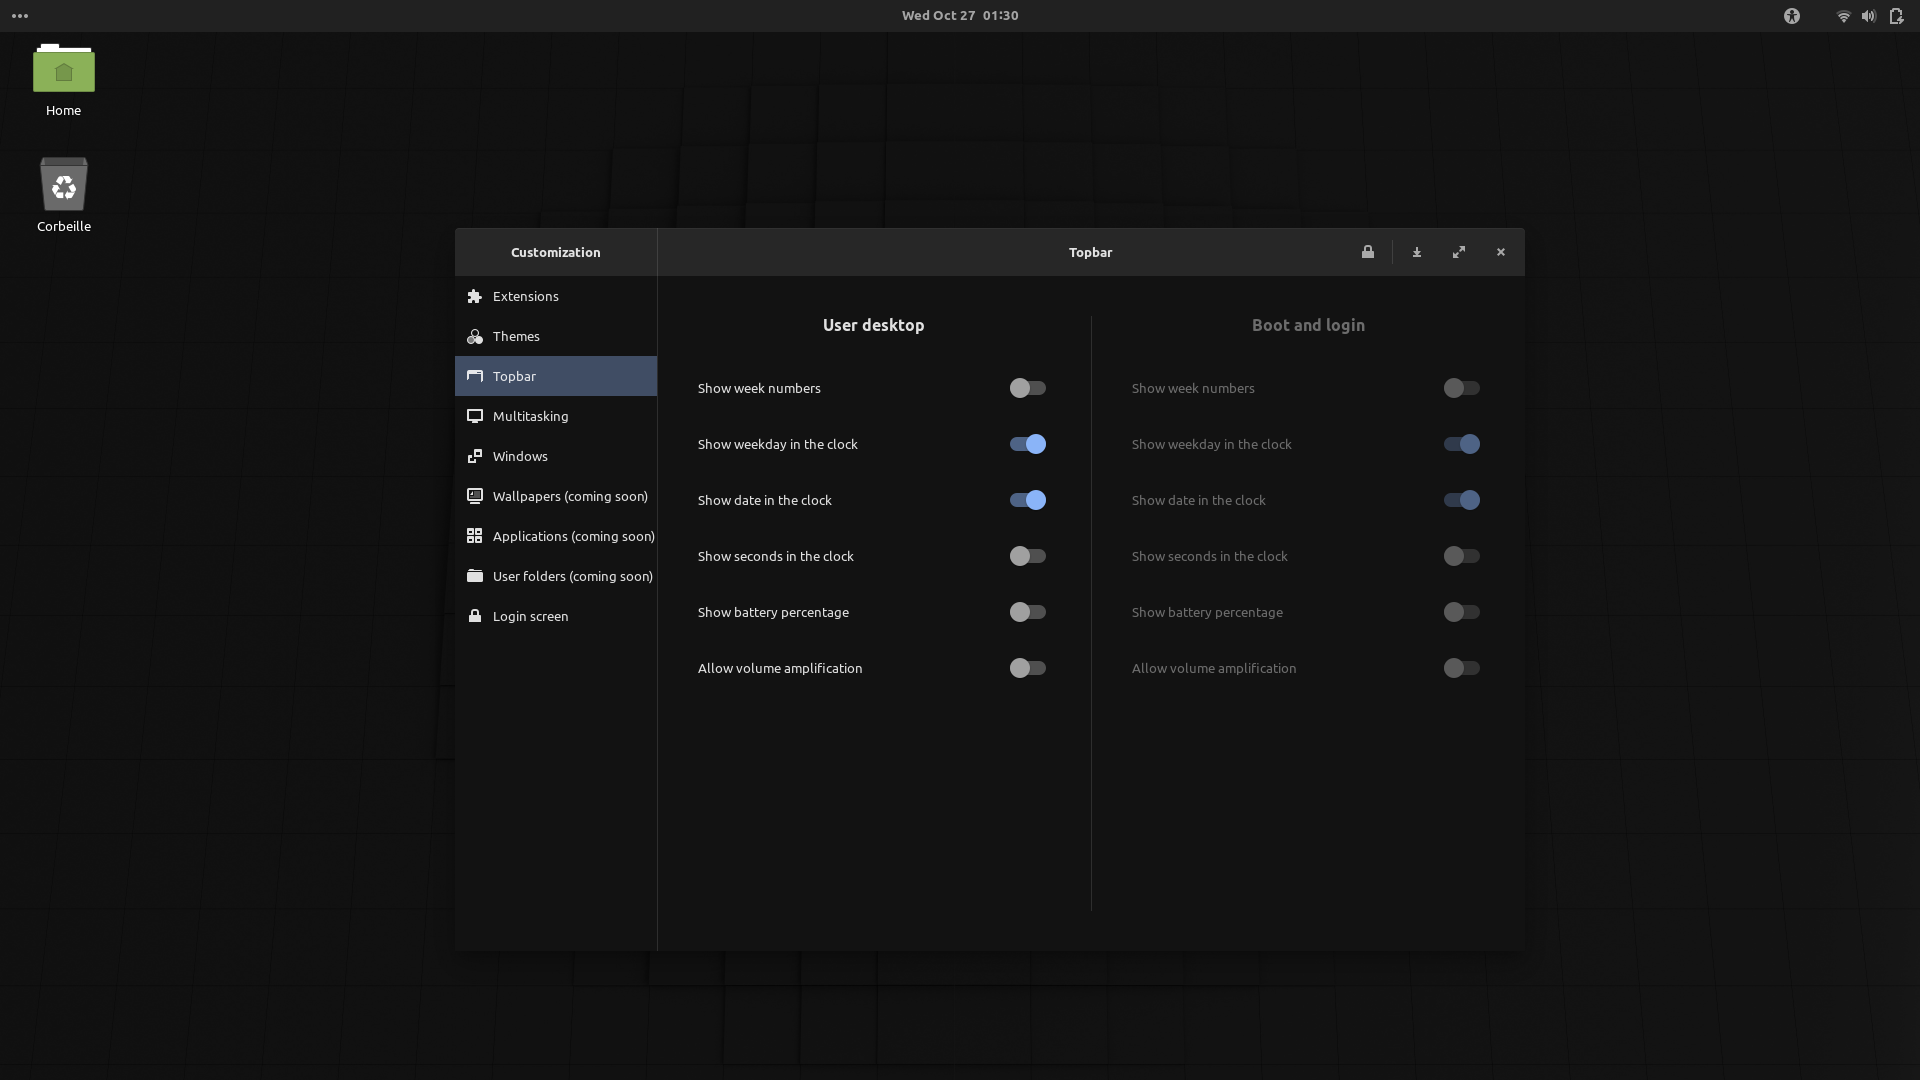 Wed Oct 27 01:30
Home
Corbeille
Customization
Topbar
Extensions
Themes
Topbar
Multitasking
Windows
Wallpapers (coming soon)
Applications (coming soon)
User folders (coming soon)
Login screen
User desktop
Show week numbers
Show weekday in the clock
Show date in the clock
Show seconds in the clock
Show battery percentage
Allow volume amplification
Boot and login
Show week numbers
Show weekday in the clock
Show date in the clock
Show seconds in the clock
Show battery percentage
Allow volume amplification